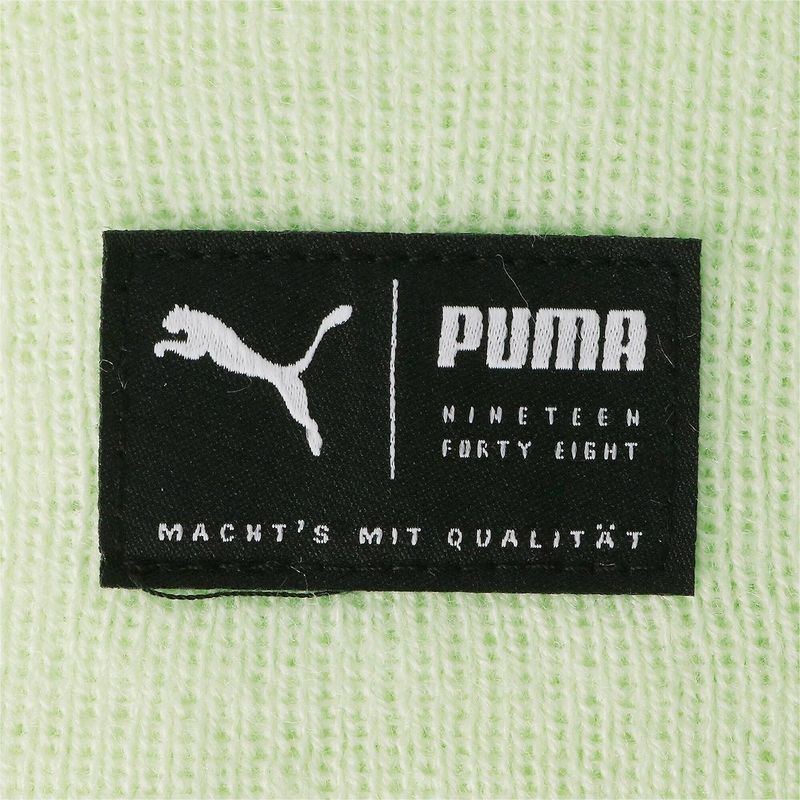 PUMA
NINETEEN
FORTY EIGHT
MACHT'S MIT QUALITÄT